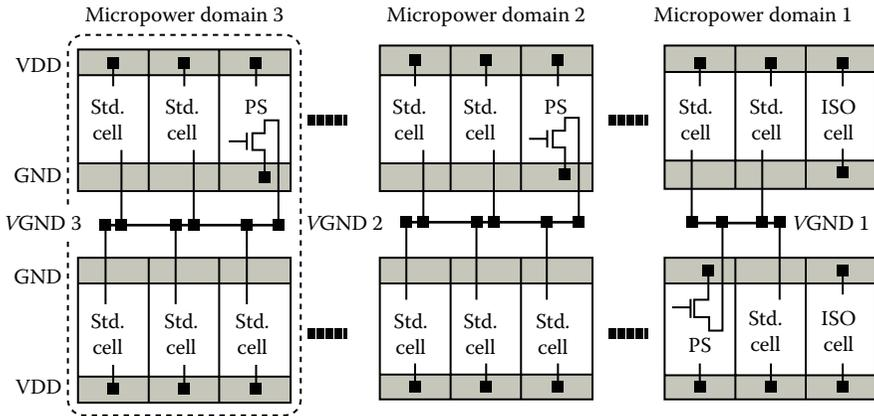 Micropower domain 3
Micropower domain 2
Micropower domain 1
VDD
Std. cell
Std. cell
PS
Std. cell
Std. cell
PS
Std. cell
Std. cell
ISO cell
GND
VGND 3
VGND 2
VGND 1
GND
Std. cell
Std. cell
Std. cell
Std. cell
Std. cell
Std. cell
PS
Std. cell
ISO cell
VDD